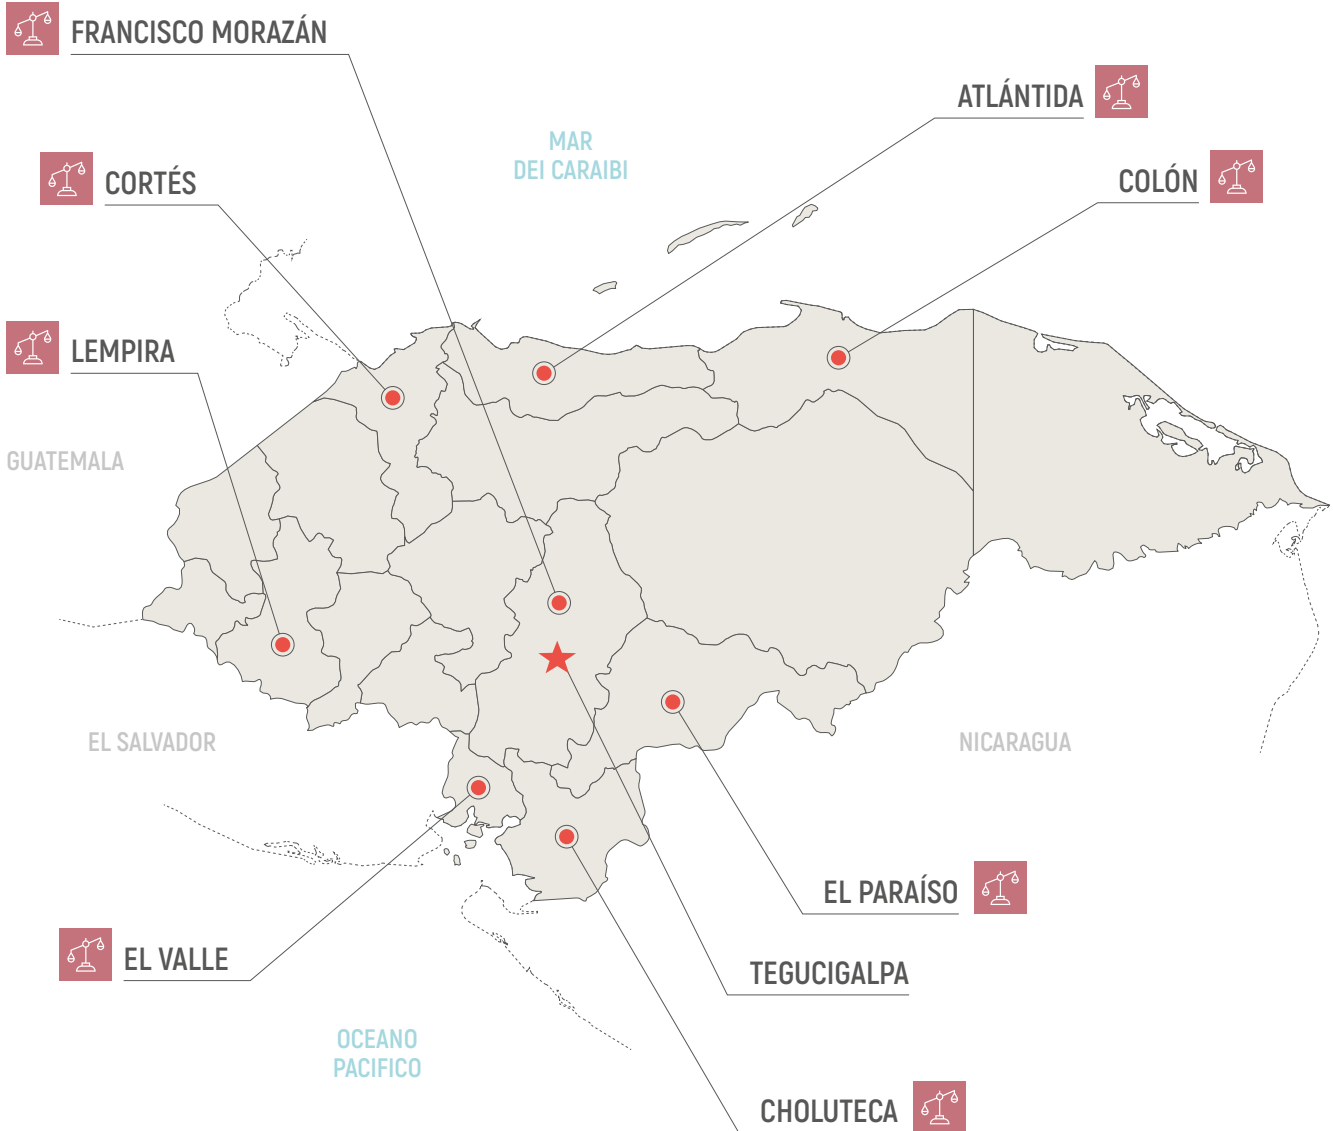 FRANCISCO MORAZÁN
ATLÁNTIDA
MAR
DEI CARAIBI
CORTÉS
COLÓN
LEMPIRA
GUATEMALA
EL SALVADOR
NICARAGUA
EL PARAÍSO
EL VALLE
TEGUCIGALPA
OCEANO
PACIFICO
CHOLUTECA